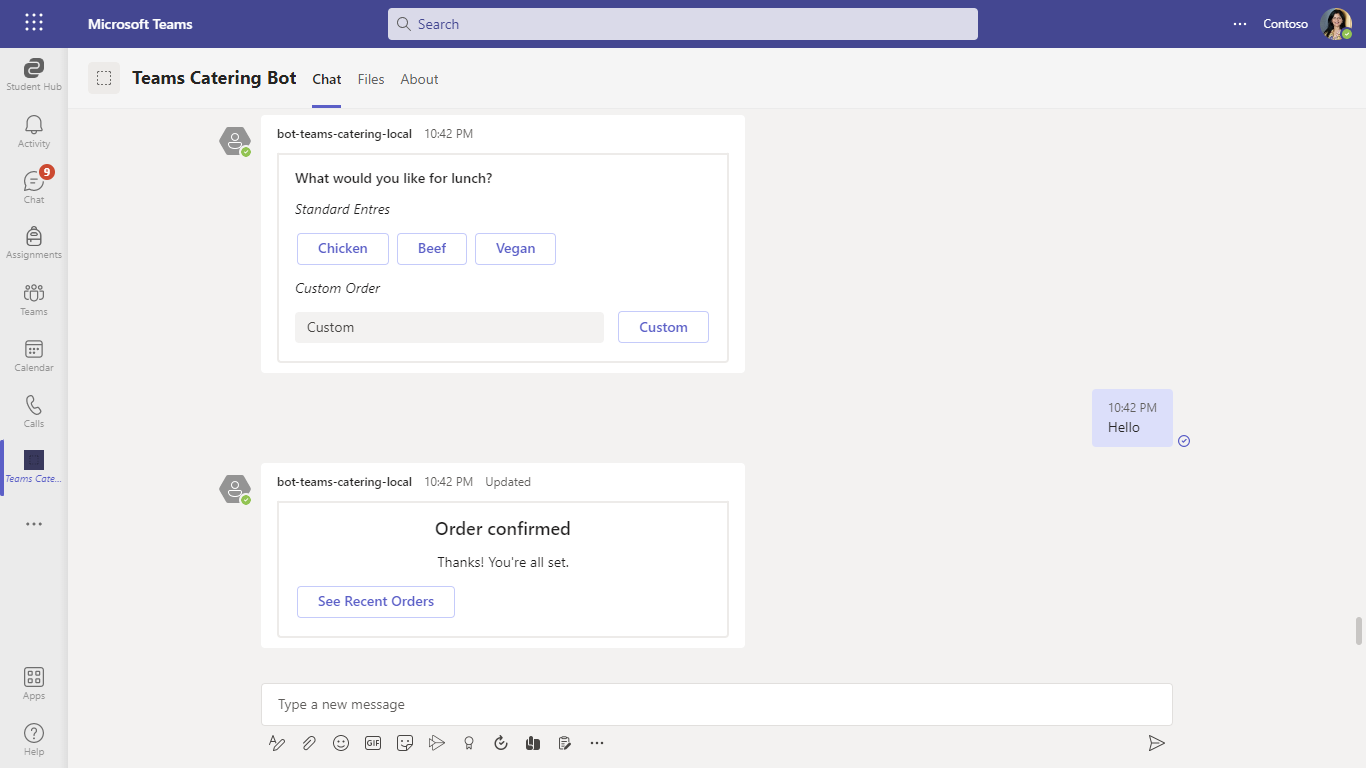 Microsoft Teams
Search
Contoso
Student Hub
Activity
9
Chat
Assignments
Teams
Calendar
Calls
Teams Cate...
Apps
Help
Teams Catering Bot Chat Files About
bot-teams-catering-local 10:42 PM
What would you like for lunch?
Standard Entres
Chicken Beef Vegan
Custom Order
Custom Custom
10:42 PM
Hello
bot-teams-catering-local 10:42 PM Updated
Order confirmed
Thanks! You're all set.
See Recent Orders
Type a new message
GIF